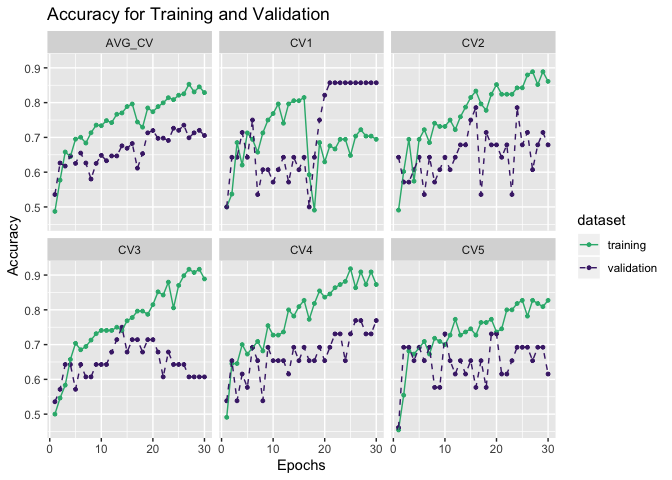 Accuracy for Training and Validation
AVG_CV CV1 CV2
0.9
0.8
0.7
0.6
0.5
CV3 CV4 CV5
0.9
0.8
0.7
0.6
0.5
0 10 20 30 0 10 20 30 0 10 20 30
Accuracy
Epochs
dataset
training
validation